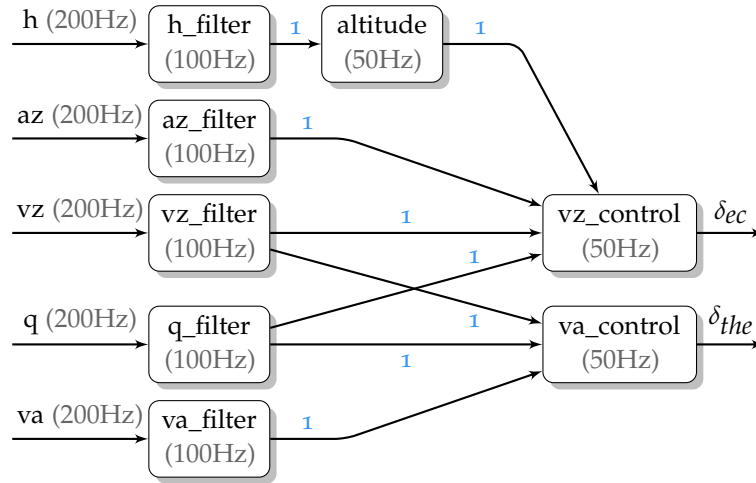 h (200Hz)
h_filter
(100Hz)
1
altitude
(50Hz)
1
az (200Hz)
az_filter
(100Hz)
1
vz (200Hz)
vz_filter
(100Hz)
1
vz_control
(50Hz)
δec
1
q (200Hz)
q_filter
(100Hz)
1
1
va_control
(50Hz)
δthe
va (200Hz)
va_filter
(100Hz)
1